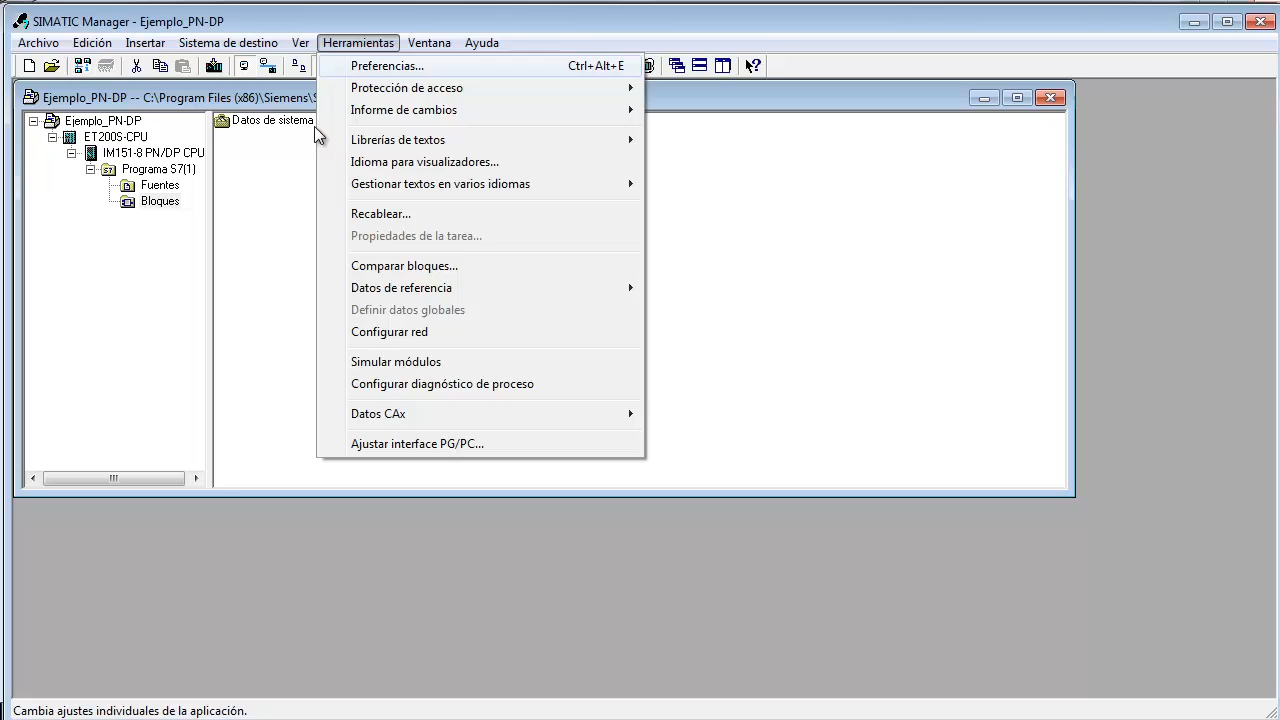 SIMATIC Manager - Ejemplo_PN-DP
Archivo Edición Insertar Sistema de destino Ver Herramientas Ventana Ayuda
Ejemplo_PN-DP -- C:\Program Files (x86)\Siemens\S
Ejemplo_PN-DP
ET200S-CPU
IM151-8 PN/DP CPU
Programa S7(1)
Fuentes
Bloques
Datos de sistema
Preferencias... Ctrl+Alt+E
Protección de acceso
Informe de cambios
Librerías de textos
Idioma para visualizadores...
Gestionar textos en varios idiomas
Recablear...
Propiedades de la tarea...
Comparar bloques...
Datos de referencia
Definir datos globales
Configurar red
Simular módulos
Configurar diagnóstico de proceso
Datos CAx
Ajustar interface PG/PC...
Cambia ajustes individuales de la aplicación.